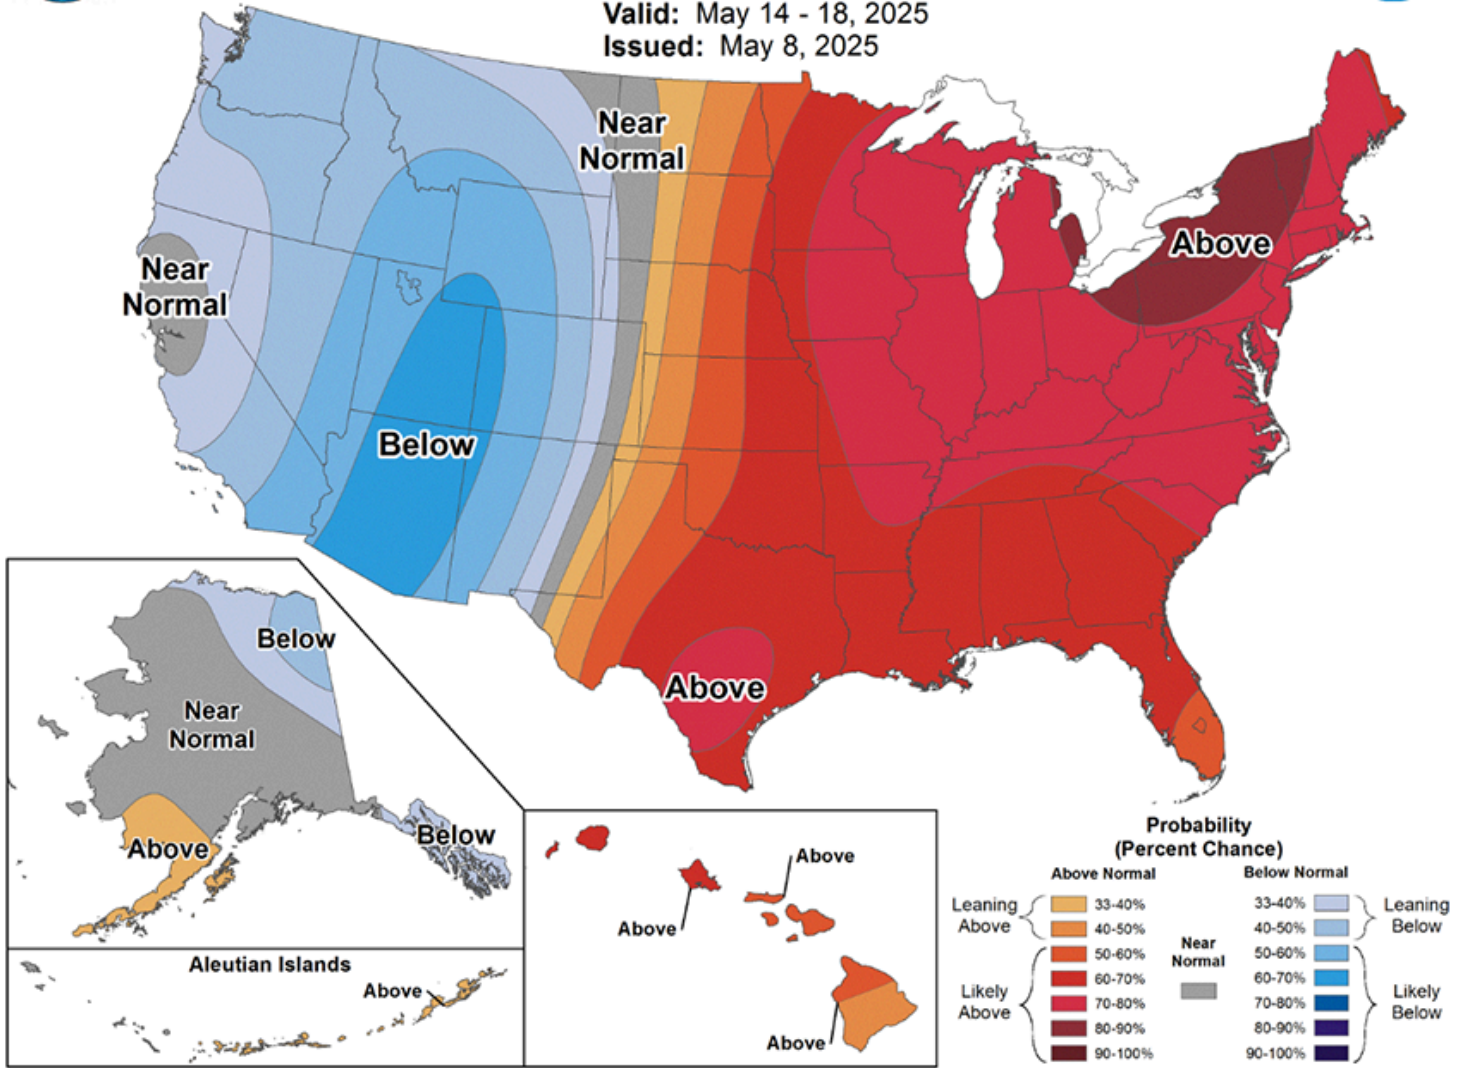 Valid: May 14 - 18, 2025
Issued: May 8, 2025
Near
Normal
Near
Normal
Above
Below
Above
Below
Near
Normal
Above
Below
Aleutian Islands
Above
Above
Above
Above
Probability
(Percent Chance)
Above Normal
Below Normal
Leaning
Above
33-40%
40-50%
Likely
Above
50-60%
60-70%
70-80%
80-90%
90-100%
Near
Normal
33-40%
40-50%
Leaning
Below
50-60%
60-70%
70-80%
80-90%
90-100%
Likely
Below